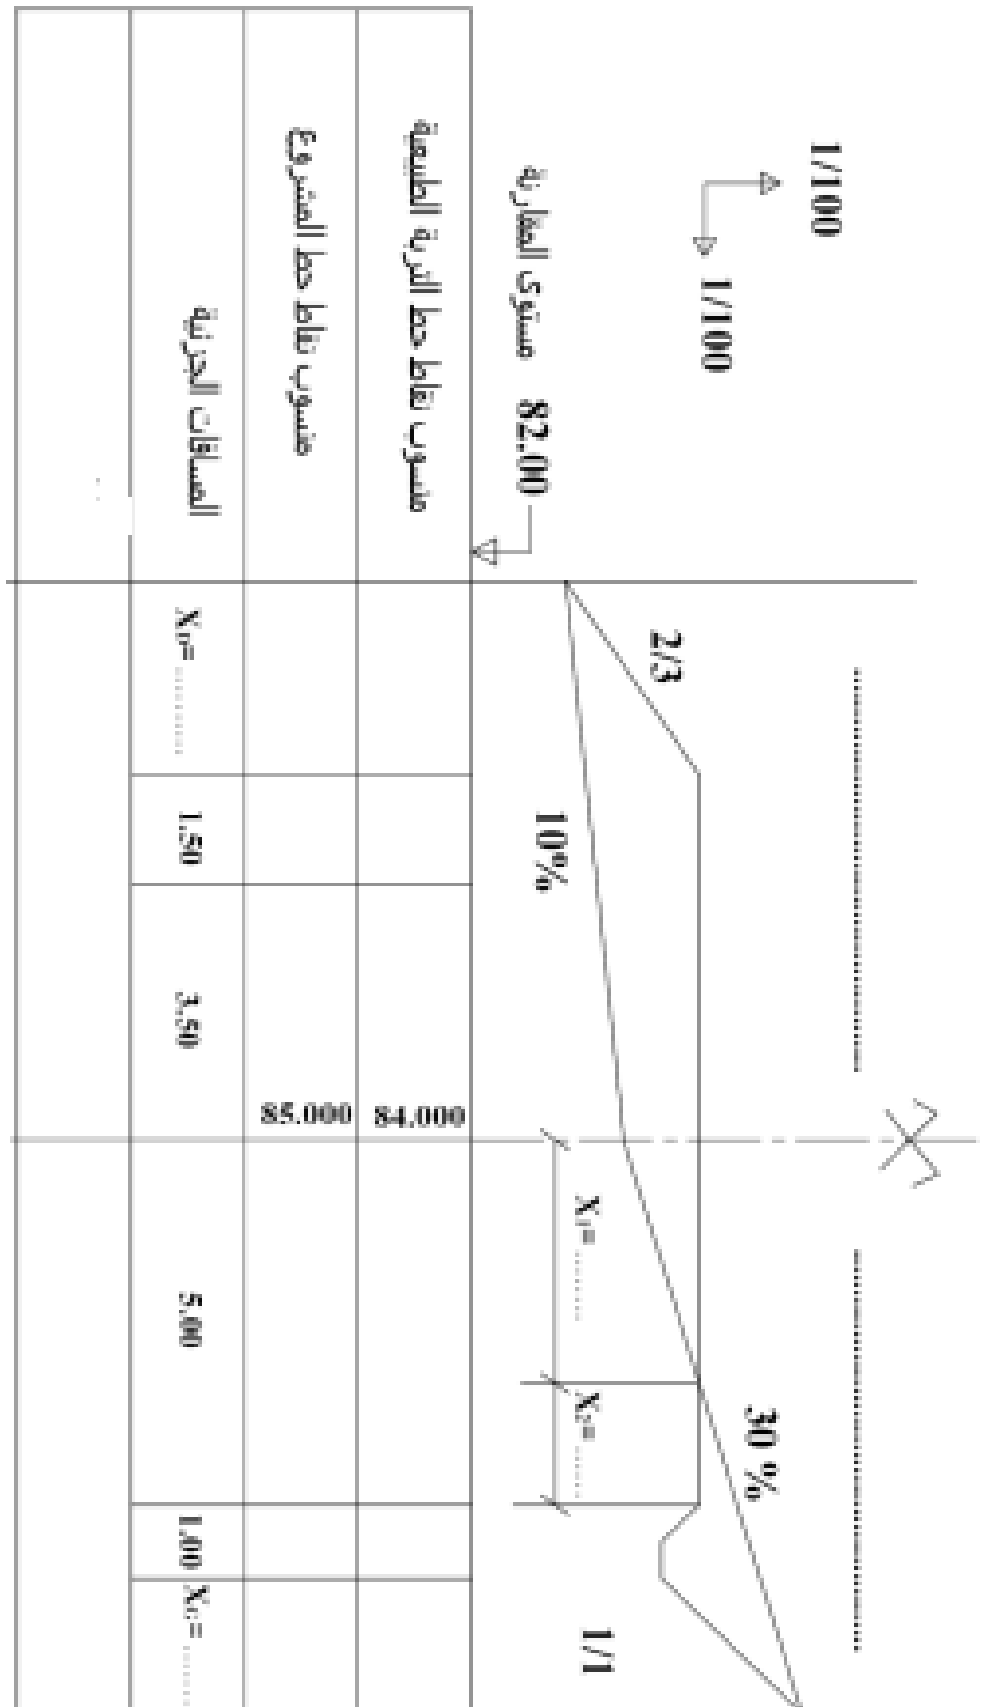 1/100
1/100
مستوى المقارنة 82.00
2/3
10%
30 %
1/1
X₁=..........
X₂=..........
منسوب نقاط خط التربة الطبيعية
84.000
منسوب نقاط خط المشروع
85.000
المسافات الجزئية
X_D=..........
1.50
3.50
5.00
1.00